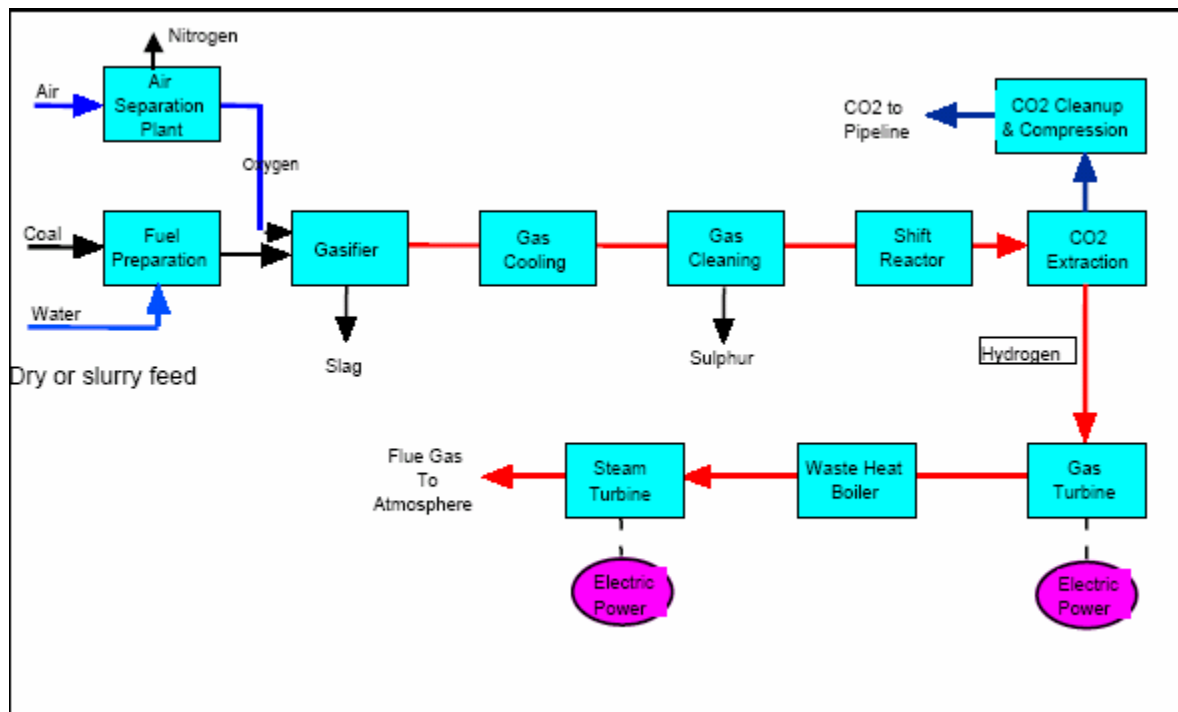 Nitrogen
Air
Air
Separation
Plant
Oxygen
CO2 to
Pipeline
CO2 Cleanup
& Compression
Coal
Fuel
Preparation
Gasifier
Gas
Cooling
Gas
Cleaning
Shift
Reactor
CO2
Extraction
Water
Slag
Sulphur
Hydrogen
Dry or slurry feed
Flue Gas
To
Atmosphere
Steam
Turbine
Waste Heat
Boiler
Gas
Turbine
Electric
Power
Electric
Power